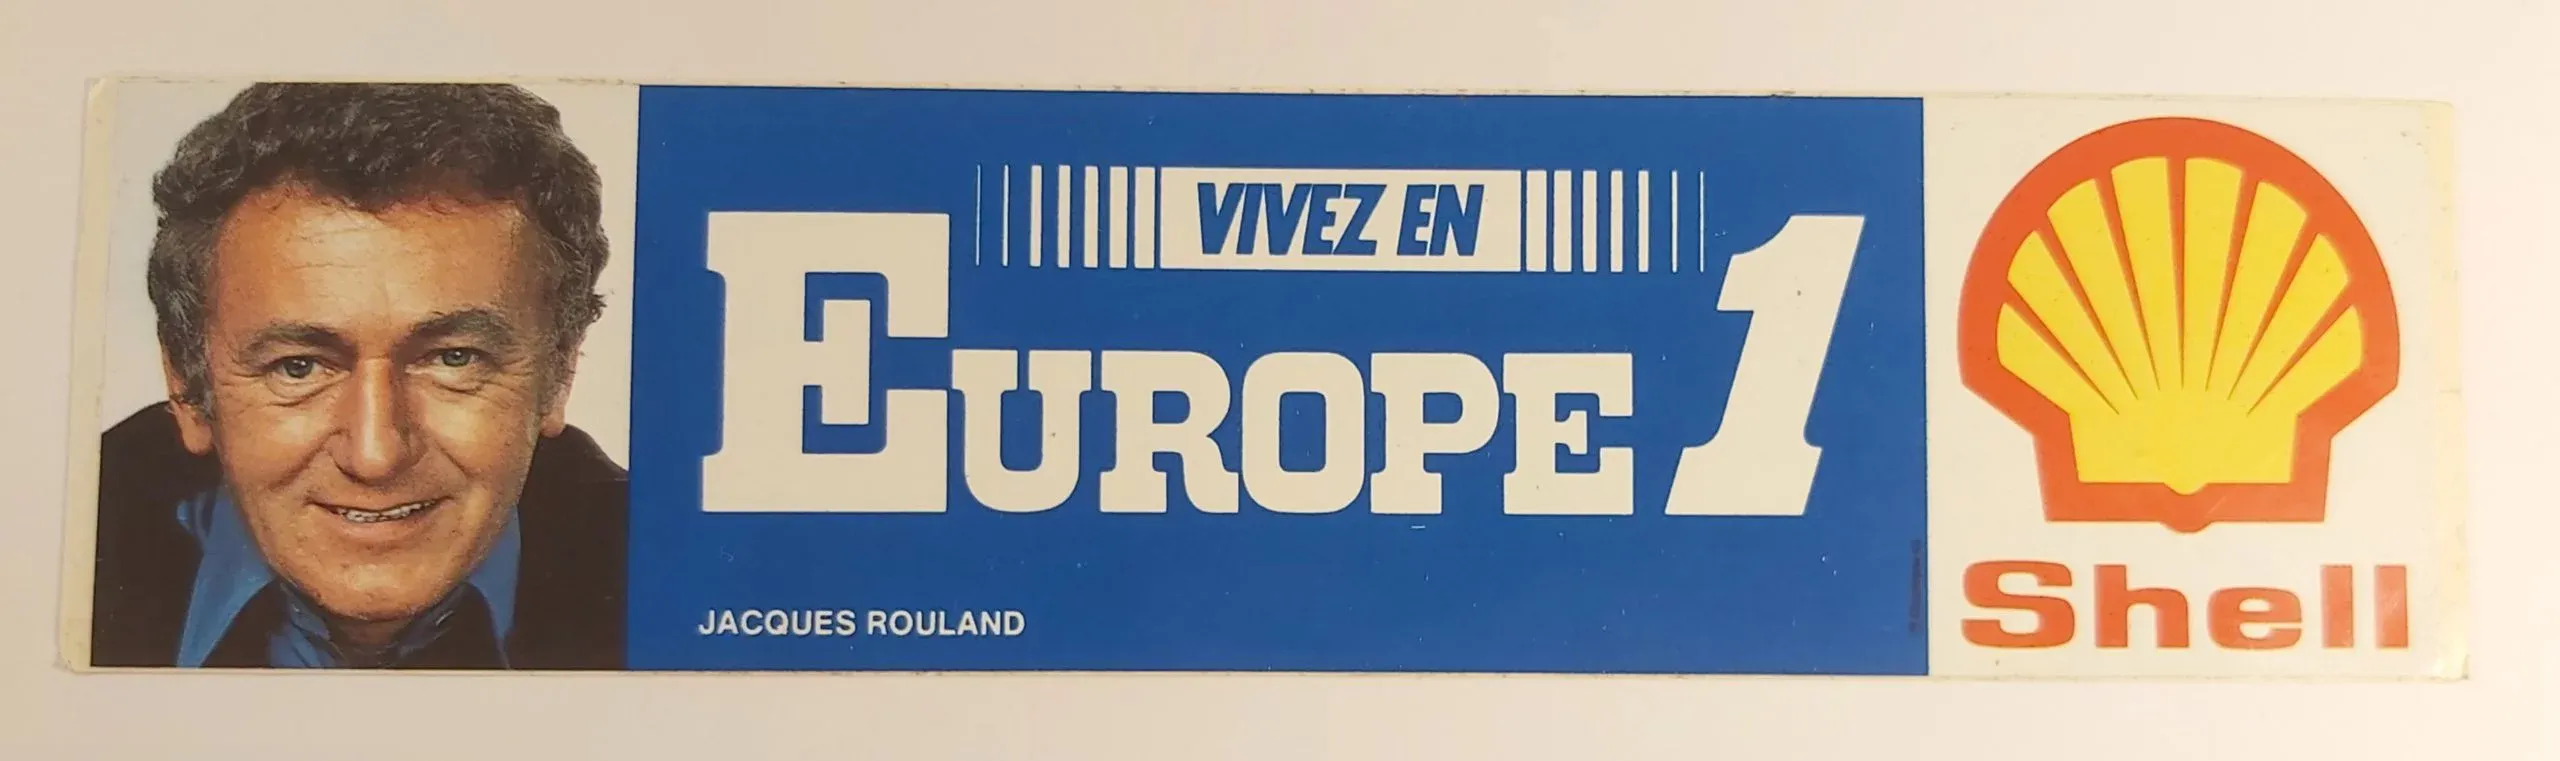 VIVEZ EN
EUROPE 1
JACQUES ROULAND
Shell